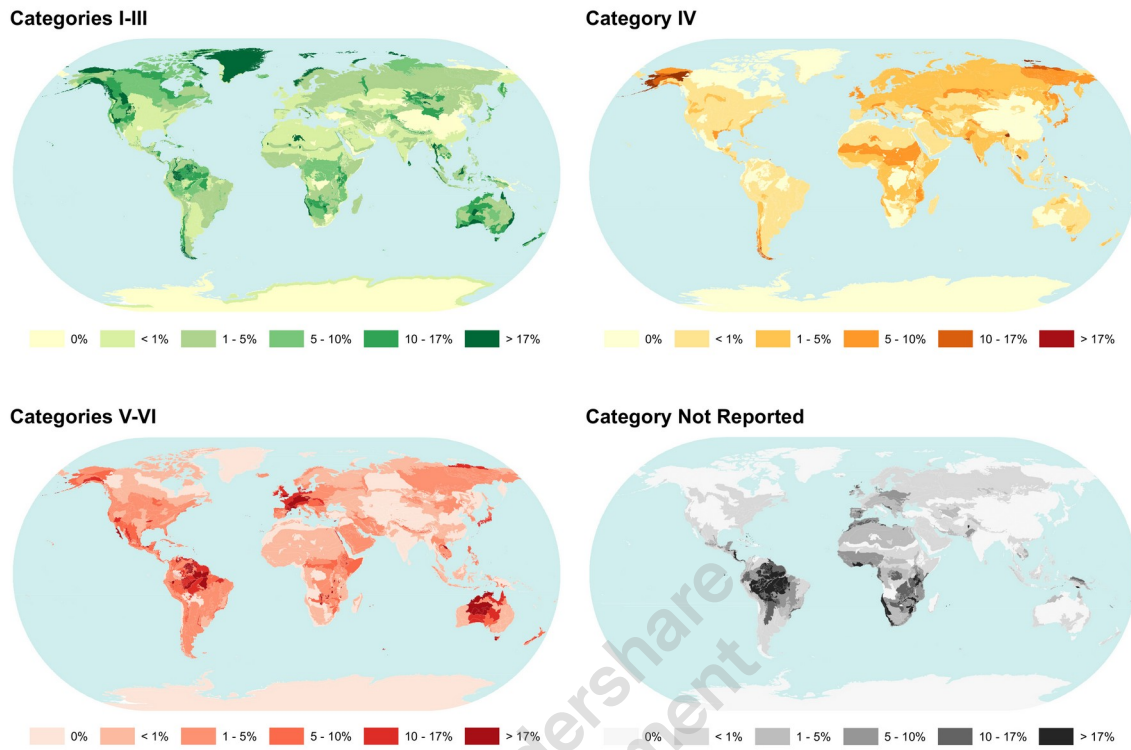 Categories I-III
Category IV
0% < 1% 1 - 5% 5 - 10% 10 - 17% > 17%
0% < 1% 1 - 5% 5 - 10% 10 - 17% > 17%
Categories V-VI
Category Not Reported
0% < 1% 1 - 5% 5 - 10% 10 - 17% > 17%
0% < 1% 1 - 5% 5 - 10% 10 - 17% > 17%